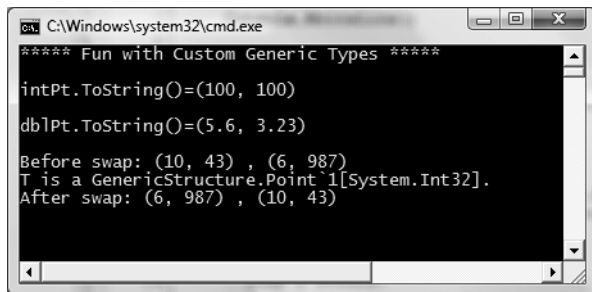 C:\Windows\system32\cmd.exe
***** Fun with Custom Generic Types *****
intPt.ToString()=(100, 100)
dblPt.ToString()=(5.6, 3.23)
Before swap: (10, 43) , (6, 987)
T is a GenericStructure.Point`1[System.Int32].
After swap: (6, 987) , (10, 43)